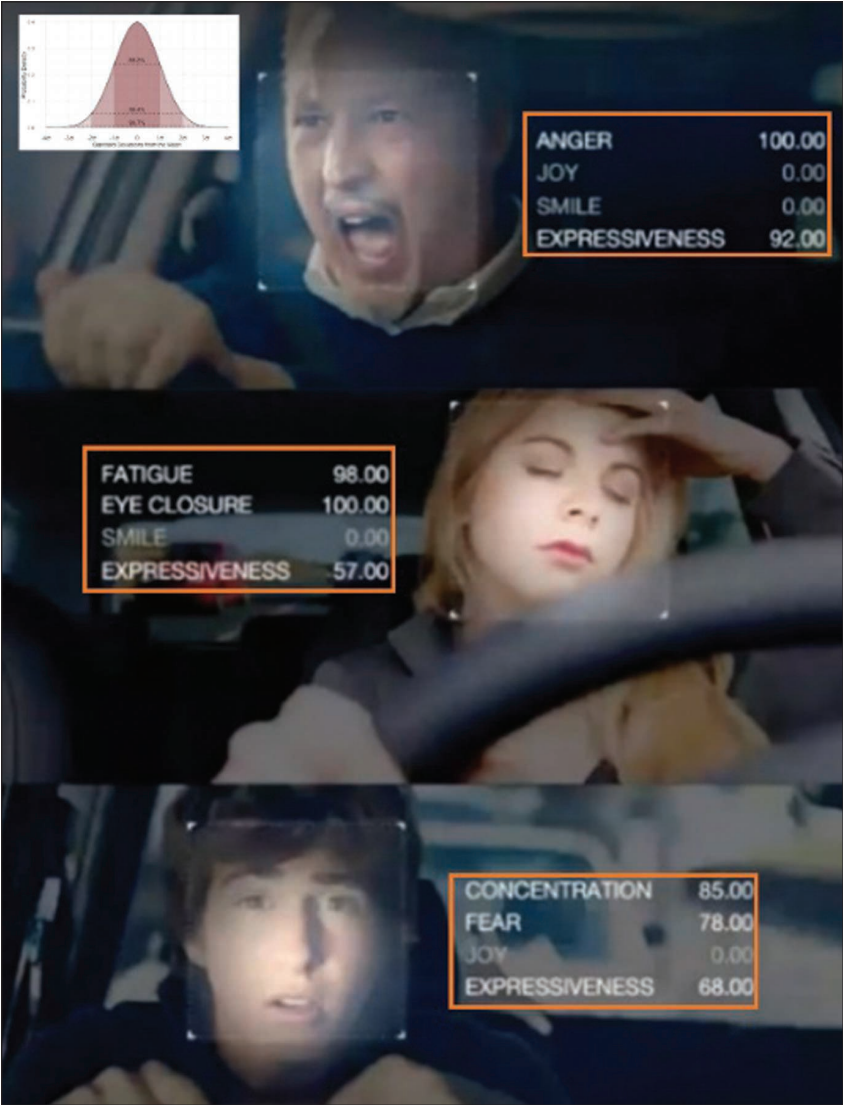 ANGER 100.00
JOY 0.00
SMILE 0.00
EXPRESSIVENESS 92.00
FATIGUE 98.00
EYE CLOSURE 100.00
SMILE 0.00
EXPRESSIVENESS 57.00
CONCENTRATION 85.00
FEAR 78.00
JOY 0.00
EXPRESSIVENESS 68.00